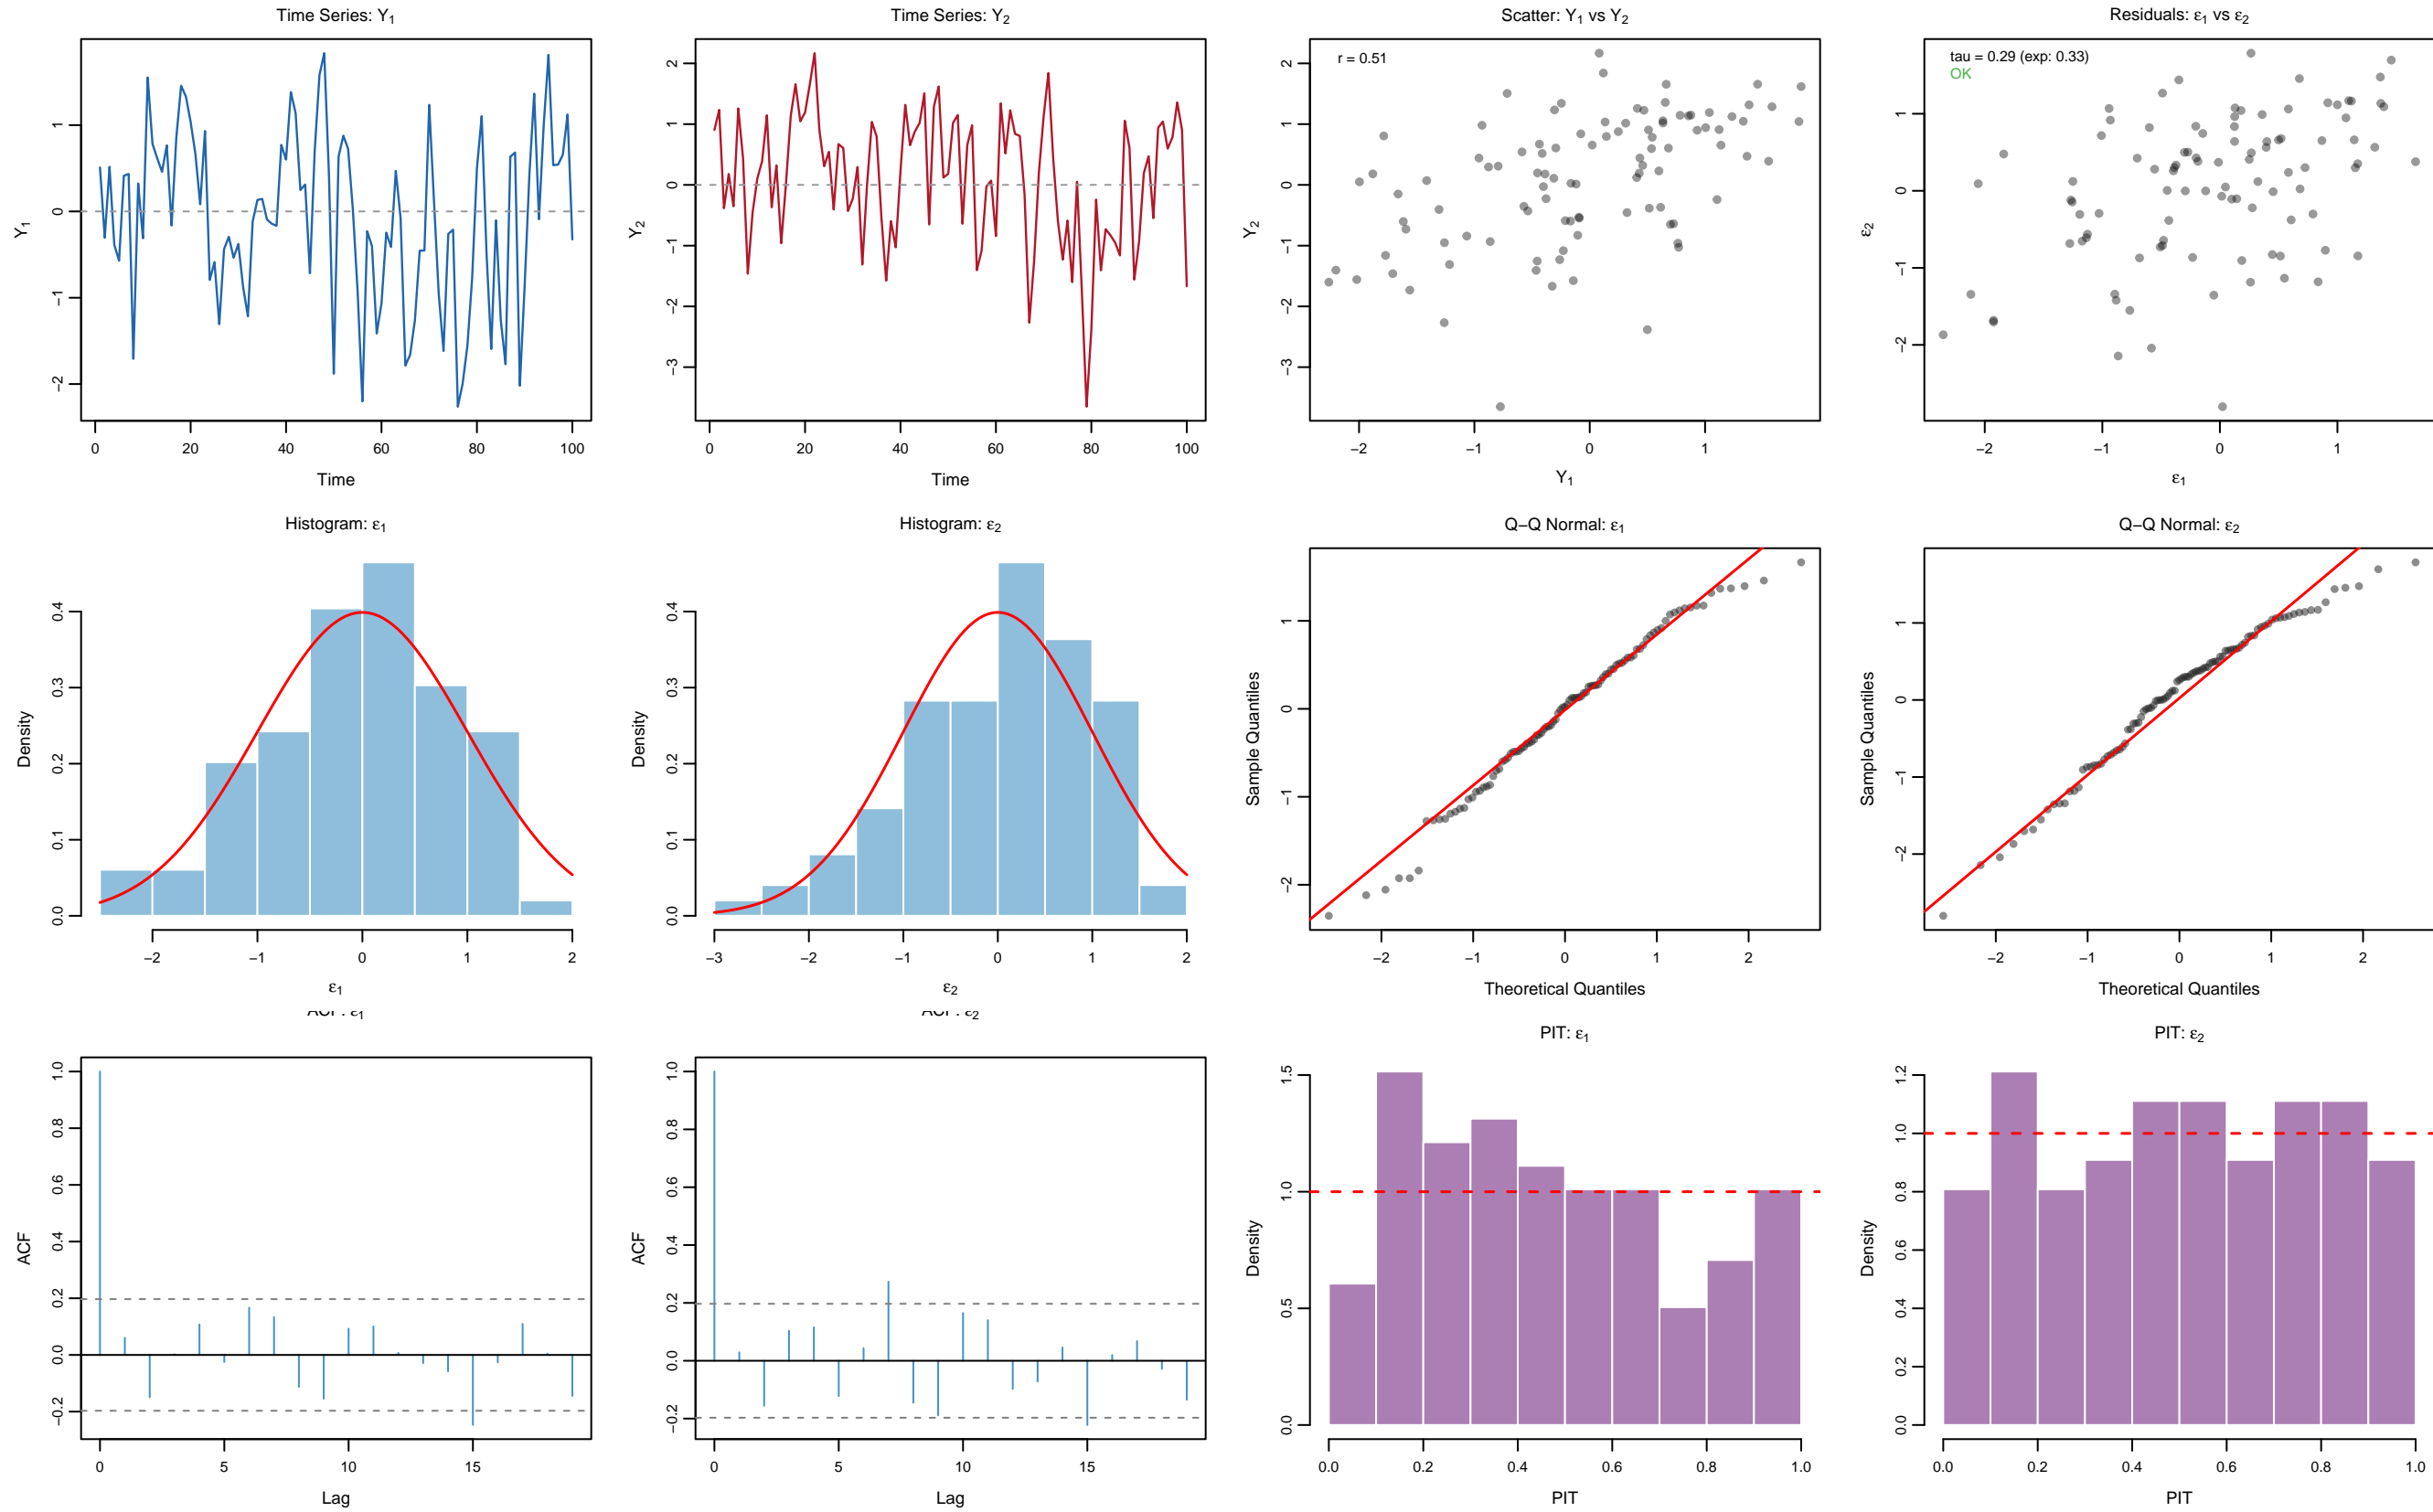 Time Series: Y1
Y1
−2 −1 0 1
0 20 40 60 80 100
Time
Time Series: Y2
Y2
−3 −2 −1 0 1 2
0 20 40 60 80 100
Time
Scatter: Y1 vs Y2
r = 0.51
Y2
−3 −2 −1 0 1 2
−2 −1 0 1
Y1
Residuals: ε1 vs ε2
tau = 0.29 (exp: 0.33)
OK
ε2
−2 −1 0 1
−2 −1 0 1
ε1
Histogram: ε1
Density
0.0 0.1 0.2 0.3 0.4
−2 −1 0 1 2
ε1
Histogram: ε2
Density
0.0 0.1 0.2 0.3 0.4
−3 −2 −1 0 1 2
ε2
Q−Q Normal: ε1
Sample Quantiles
−2 −1 0 1
−2 −1 0 1 2
Theoretical Quantiles
Q−Q Normal: ε2
Sample Quantiles
−2 −1 0 1
−2 −1 0 1 2
Theoretical Quantiles
ACF: ε1
ACF
−0.2 0.0 0.2 0.4 0.6 0.8 1.0
0 5 10 15
Lag
ACF: ε2
ACF
−0.2 0.0 0.2 0.4 0.6 0.8 1.0
0 5 10 15
Lag
PIT: ε1
Density
0.0 0.5 1.0 1.5
0.0 0.2 0.4 0.6 0.8 1.0
PIT
PIT: ε2
Density
0.0 0.2 0.4 0.6 0.8 1.0 1.2
0.0 0.2 0.4 0.6 0.8 1.0
PIT